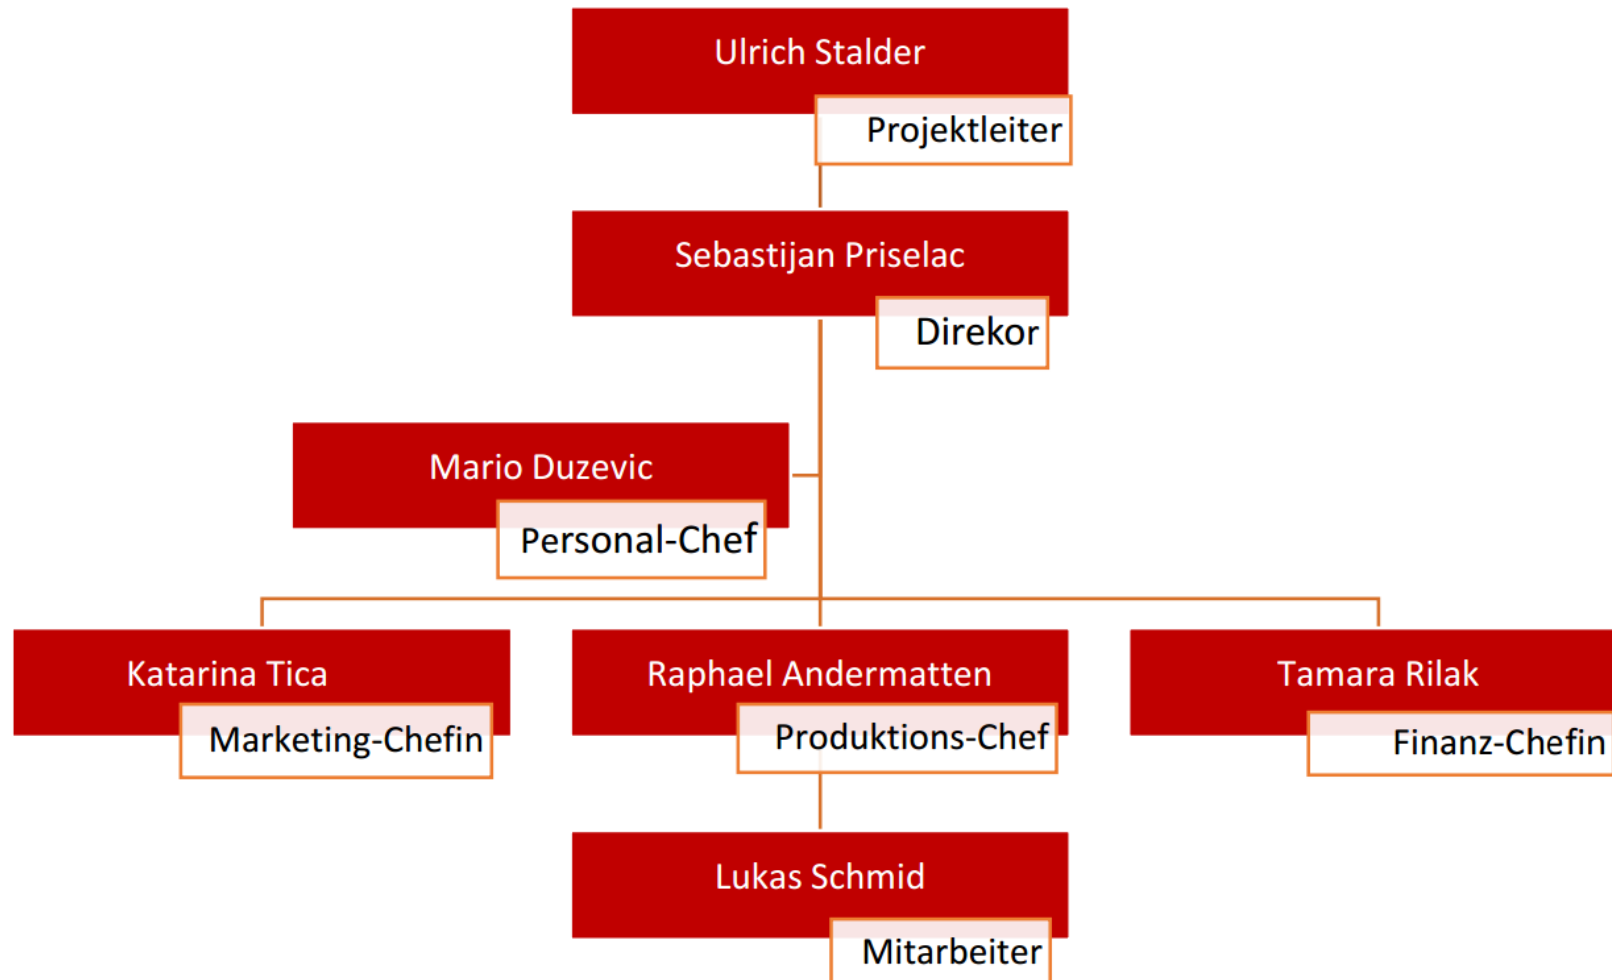 Ulrich Stalder
Projektleiter
Sebastijan Priselac
Direkor
Mario Duzevic
Personal-Chef
Katarina Tica
Marketing-Chefin
Raphael Andermatten
Produktions-Chef
Tamara Rilak
Finanz-Chefin
Lukas Schmid
Mitarbeiter